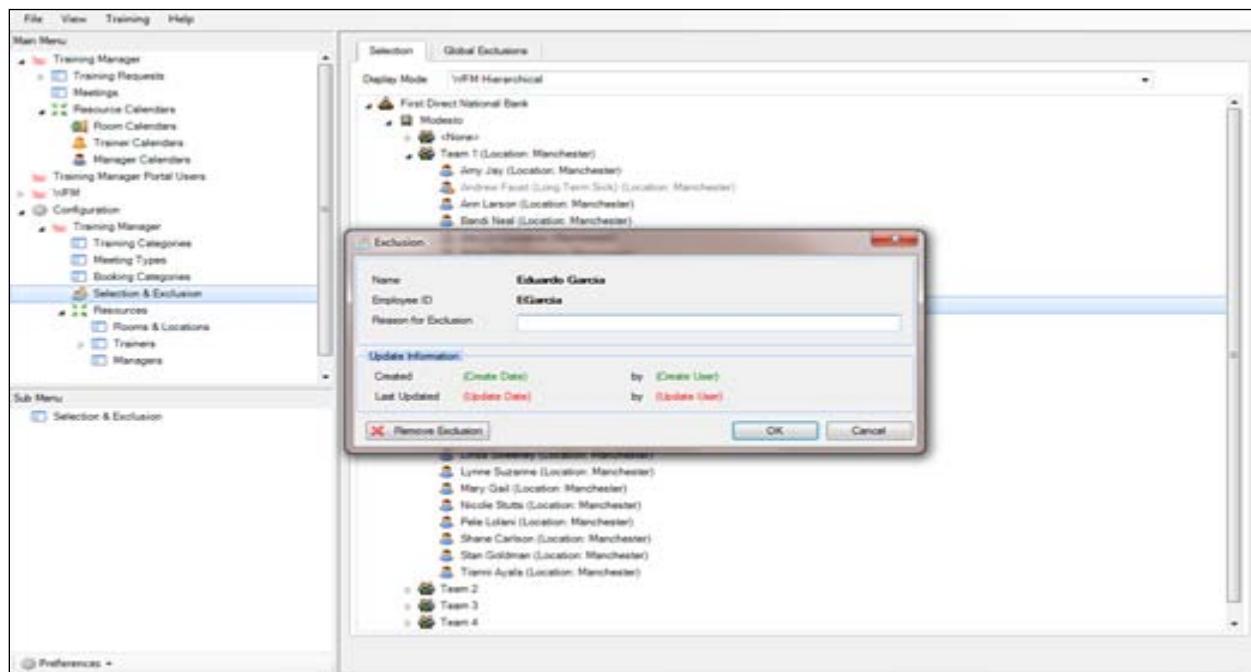 File View Training Help
Main Menu
Training Manager
Training Requests
Meetings
Resource Calendars
Room Calendars
Trainer Calendars
Manager Calendars
Training Manager Portal Users
WFM
Configuration
Training Manager
Training Categories
Meeting Types
Booking Categories
Selection & Exclusion
Resources
Rooms & Locations
Trainers
Managers
Sub Menu
Selection & Exclusion
Preferences
Selection Global Exclusions
Display Mode WFM Hierarchical
First Direct National Bank
Modesto
<None>
Team 1 (Location: Manchester)
Amy Jay (Location: Manchester)
Andrew Faust (Long Term Sick) (Location: Manchester)
Ann Larson (Location: Manchester)
Bandi Neal (Location: Manchester)
Exclusion
Name Eduardo Garcia
Employee ID EGarcia
Reason for Exclusion
Update Information
Created (Create Date) by (Create User)
Last Updated (Update Date) by (Update User)
Remove Exclusion OK Cancel
Lynne Suzanne (Location: Manchester)
Mary Gail (Location: Manchester)
Nicole Stutts (Location: Manchester)
Pele Lolani (Location: Manchester)
Shane Carlson (Location: Manchester)
Stan Goldman (Location: Manchester)
Tianni Ayala (Location: Manchester)
Team 2
Team 3
Team 4